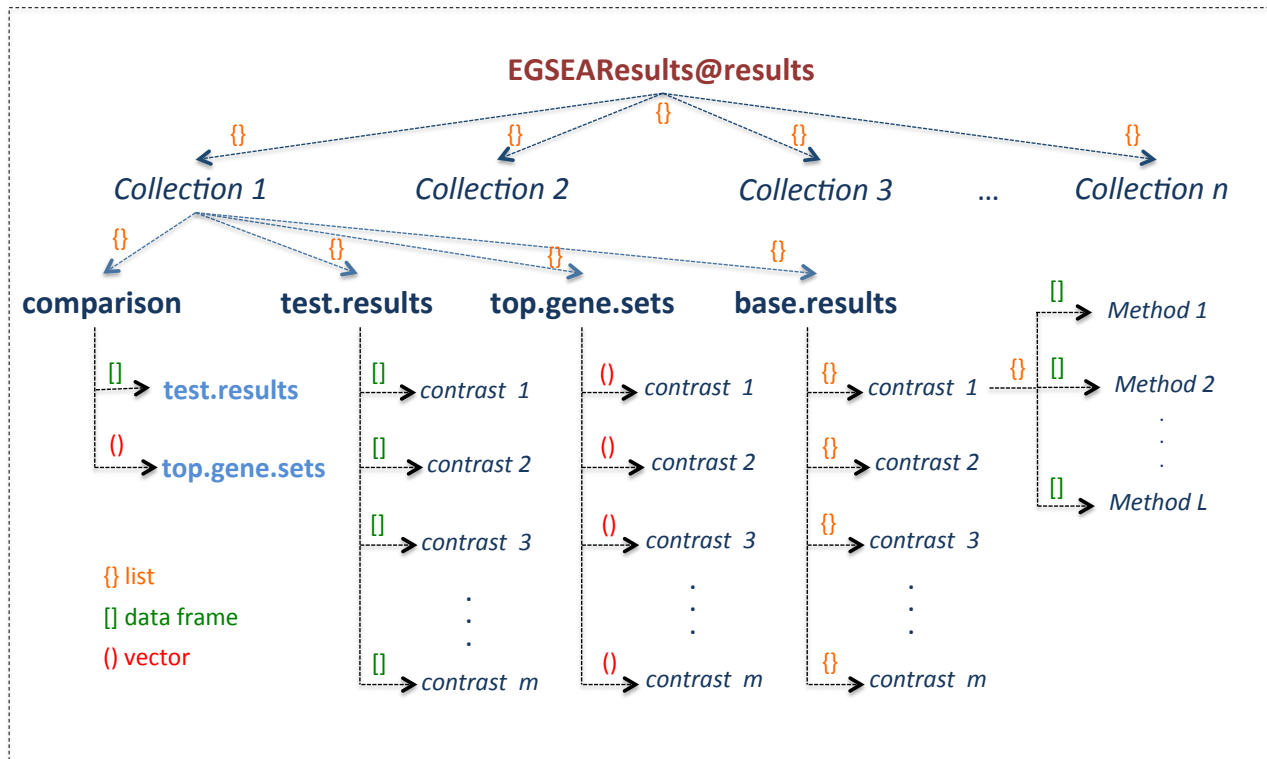 EGSEAResults@results
{}
{} {} {} {}
Collection 1 Collection 2 Collection 3 ... Collection n
{} {} {} {}
comparison test.results top.gene.sets base.results
[] Method 1
[] test.results [] contrast 1 () contrast 1 {} contrast 1 {} [] Method 2
.
.
.
() top.gene.sets [] contrast 2 () contrast 2 {} contrast 2
[] Method L
[] contrast 3 () contrast 3 {} contrast 3
{} list
[] data frame
() vector
. . .
. . .
. . .
[] contrast m () contrast m {} contrast m